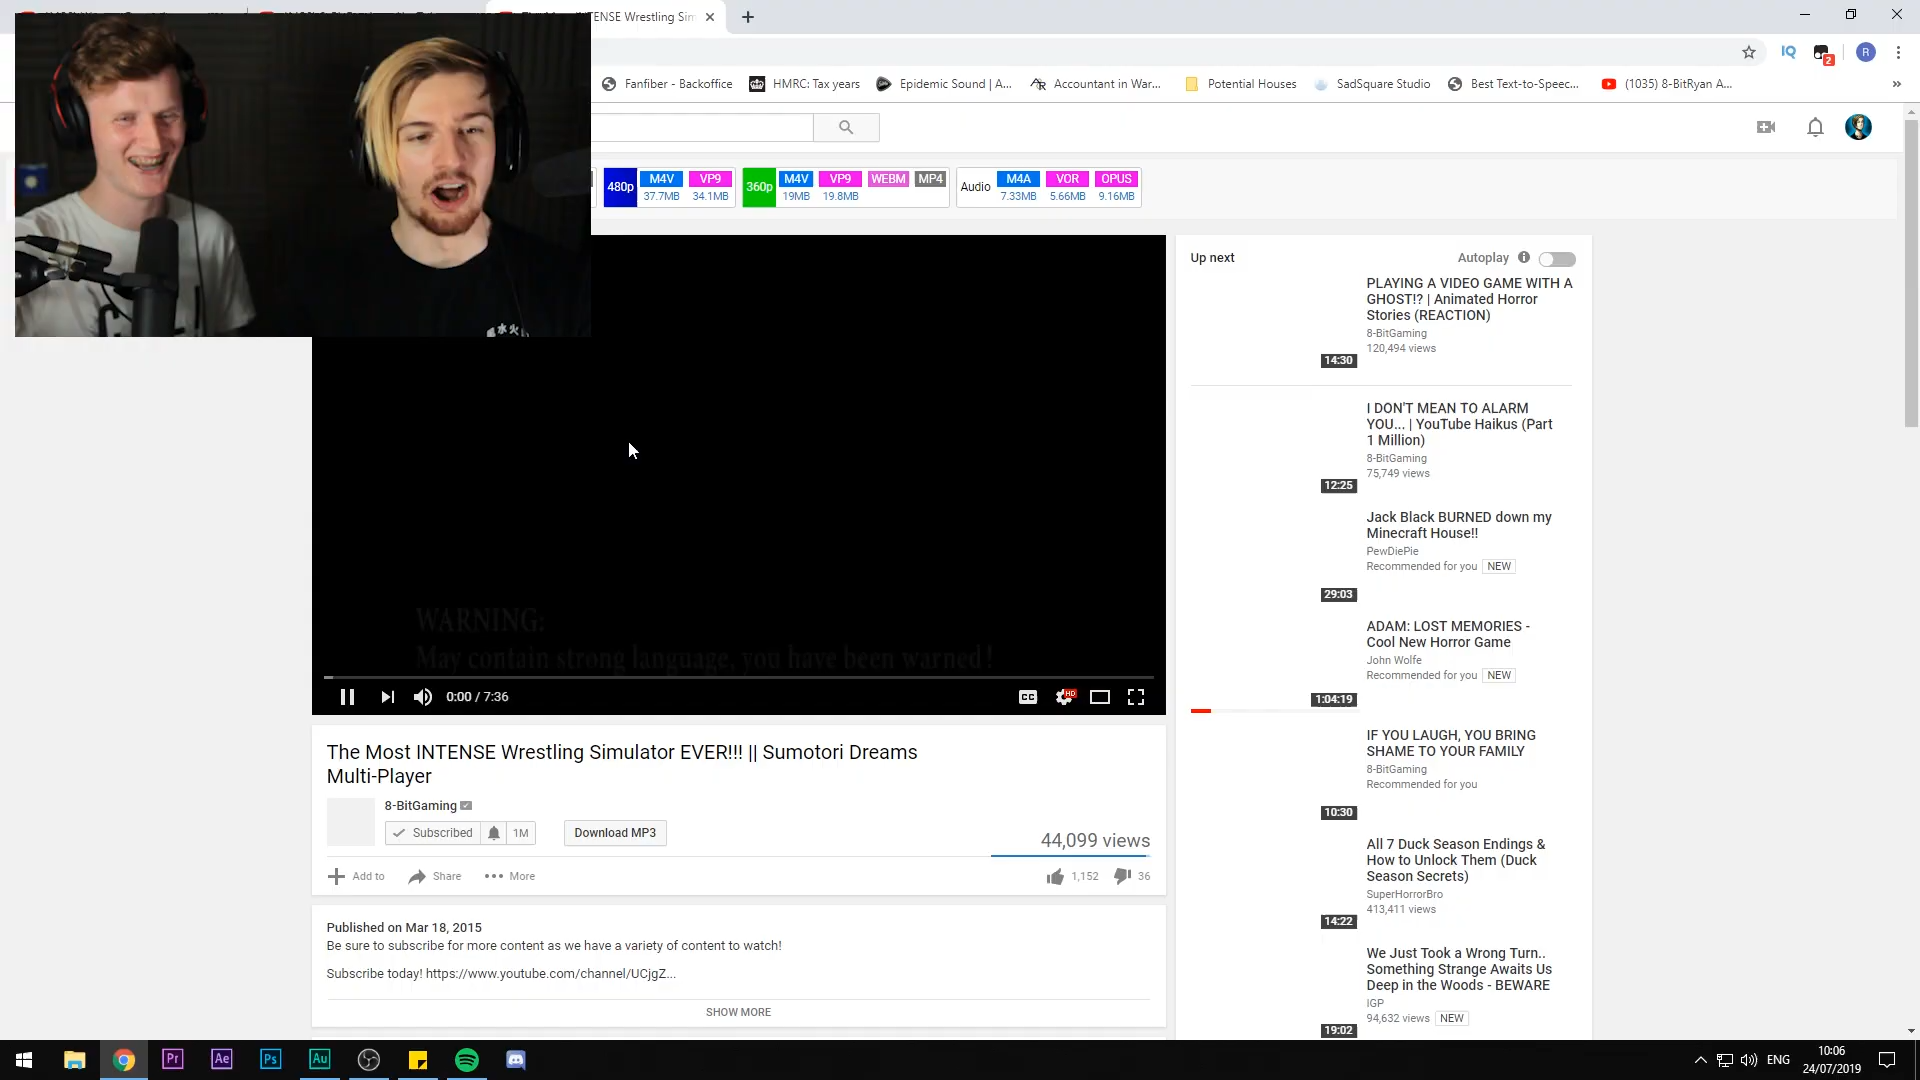 INTENSE Wrestling Sim
Fanfiber - Backoffice
HMRC: Tax years
Epidemic Sound | A...
Accountant in War...
Potential Houses
SadSquare Studio
Best Text-to-Speec...
(1035) 8-BitRyan A...
IQ
2
R
480p
M4V
VP9
37.7MB
34.1MB
360p
M4V
VP9
WEBM
MP4
19MB
19.8MB
Audio
M4A
VOR
OPUS
7.33MB
5.66MB
9.16MB
水火
WARNING:
May contain strong language, you have been warned!
0:00 / 7:36
CC
HD
The Most INTENSE Wrestling Simulator EVER!!! || Sumotori Dreams
Multi-Player
8-BitGaming
Subscribed
1M
Download MP3
44,099 views
Add to
Share
More
1,152
36
Published on Mar 18, 2015
Be sure to subscribe for more content as we have a variety of content to watch!
Subscribe today! https://www.youtube.com/channel/UCjgZ...
SHOW MORE
Up next
Autoplay
PLAYING A VIDEO GAME WITH A
GHOST!? | Animated Horror
Stories (REACTION)
8-BitGaming
120,494 views
14:30
I DON'T MEAN TO ALARM
YOU... | YouTube Haikus (Part
1 Million)
8-BitGaming
75,749 views
12:25
Jack Black BURNED down my
Minecraft House!!
PewDiePie
Recommended for you NEW
29:03
ADAM: LOST MEMORIES -
Cool New Horror Game
John Wolfe
Recommended for you NEW
1:04:19
IF YOU LAUGH, YOU BRING
SHAME TO YOUR FAMILY
8-BitGaming
Recommended for you
10:30
All 7 Duck Season Endings &
How to Unlock Them (Duck
Season Secrets)
SuperHorrorBro
413,411 views
14:22
We Just Took a Wrong Turn..
Something Strange Awaits Us
Deep in the Woods - BEWARE
IGP
94,632 views NEW
19:02
Pr
Ae
Ps
Au
ENG
10:06
24/07/2019